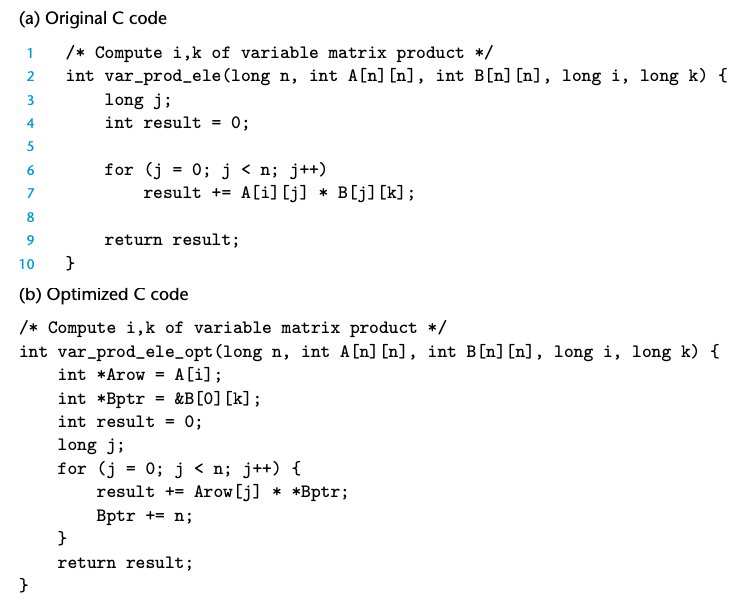 (a) Original C code
1 /* Compute i,k of variable matrix product */
2 int var_prod_ele(long n, int A[n][n], int B[n][n], long i, long k) {
3 long j;
4 int result = 0;
5
6 for (j = 0; j < n; j++)
7 result += A[i][j] * B[j][k];
8
9 return result;
10 }
(b) Optimized C code
/* Compute i,k of variable matrix product */
int var_prod_ele_opt(long n, int A[n][n], int B[n][n], long i, long k) {
int *Arow = A[i];
int *Bptr = &B[0][k];
int result = 0;
long j;
for (j = 0; j < n; j++) {
result += Arow[j] * *Bptr;
Bptr += n;
}
return result;
}